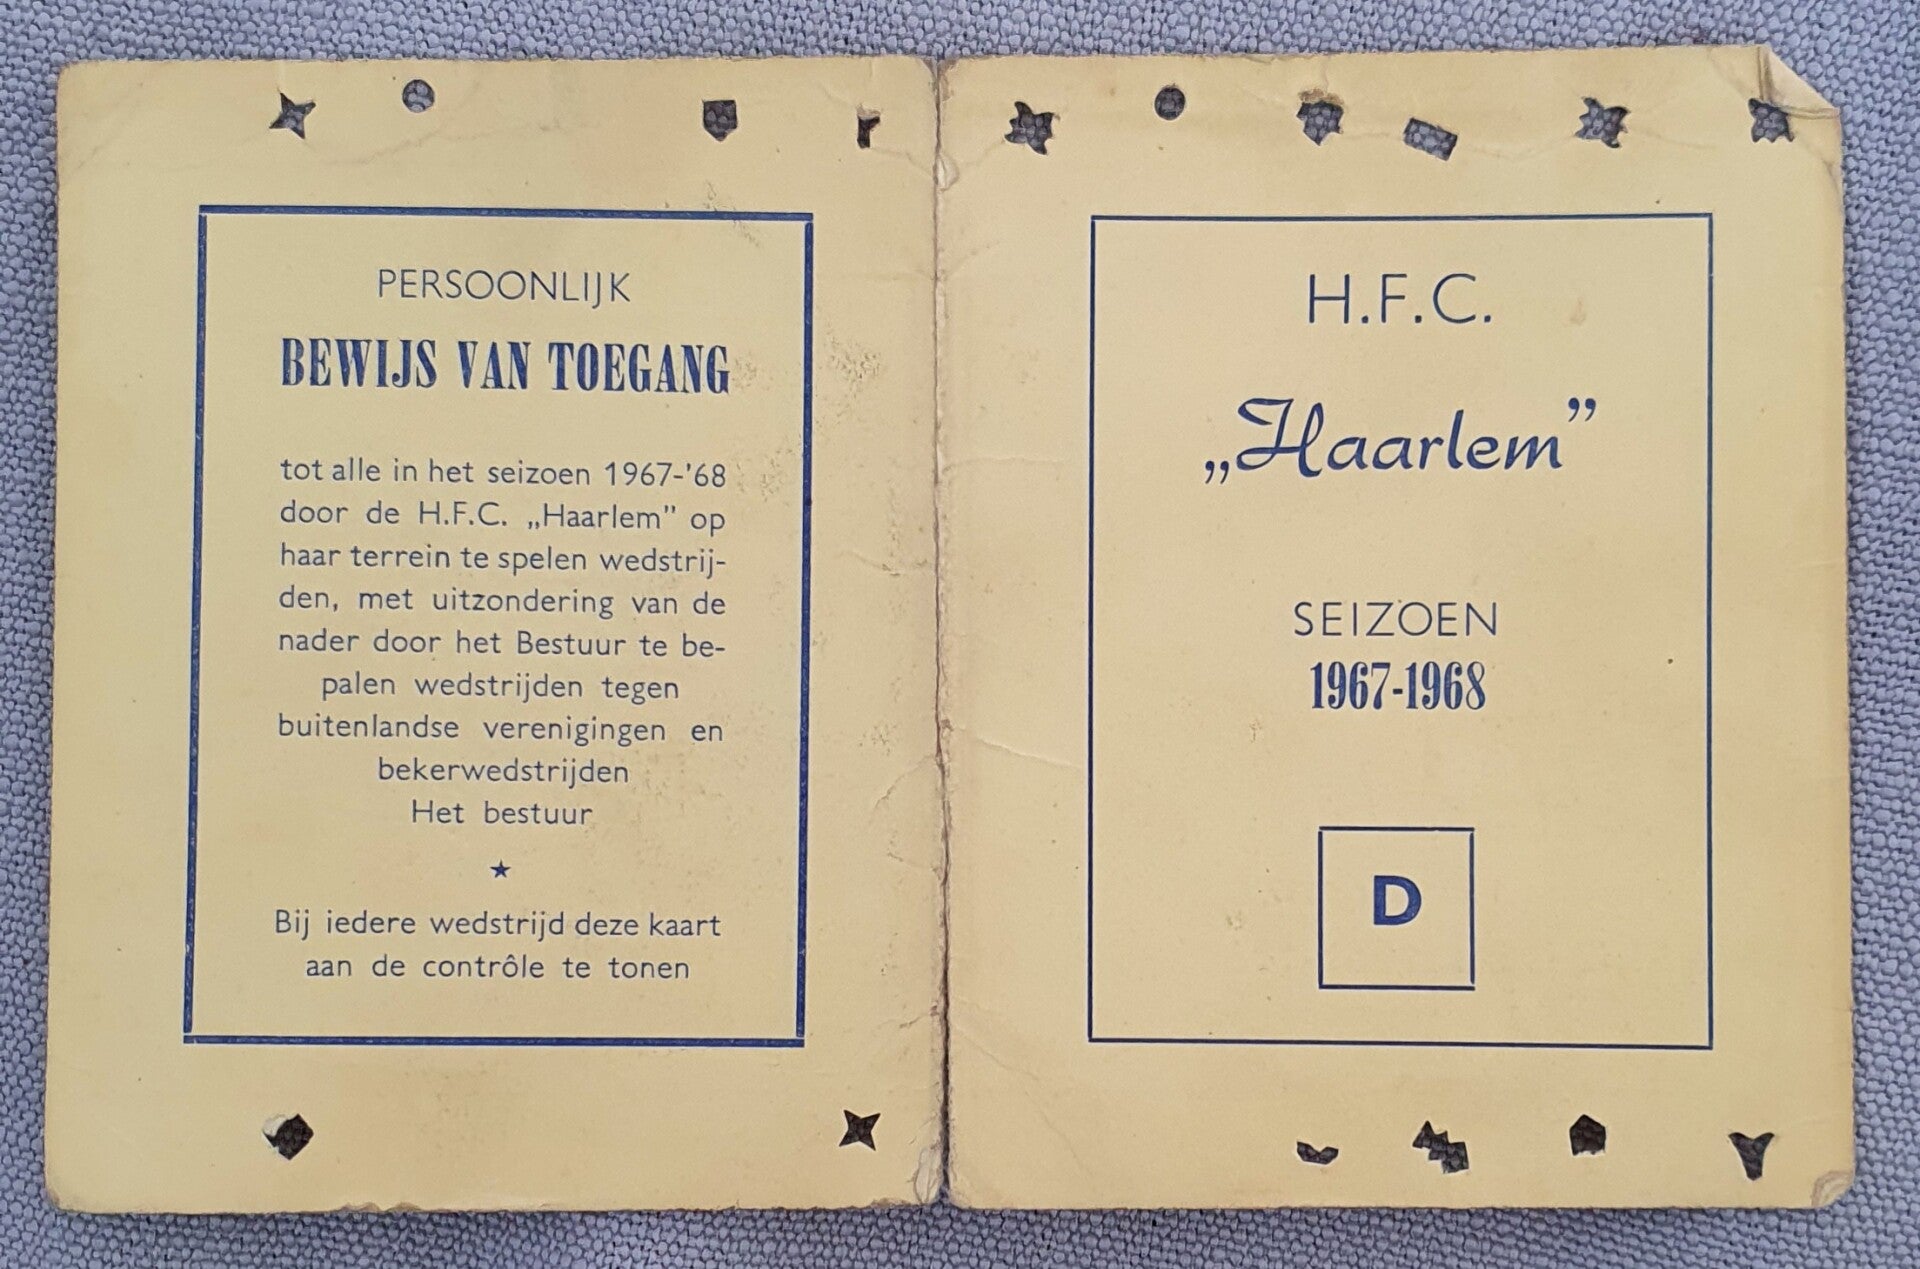 PERSOONLIJK
BEWIJS VAN TOEGANG
tot alle in het seizoen 1967-'68
door de H.F.C. „Haarlem” op
haar terrein te spelen wedstrij-
den, met uitzondering van de
nader door het Bestuur te be-
palen wedstrijden tegen
buitenlandse verenigingen en
bekerwedstrijden
Het bestuur
★
Bij iedere wedstrijd deze kaart
aan de contrôle te tonen
H.F.C.
„Haarlem”
SEIZOEN
1967-1968
D